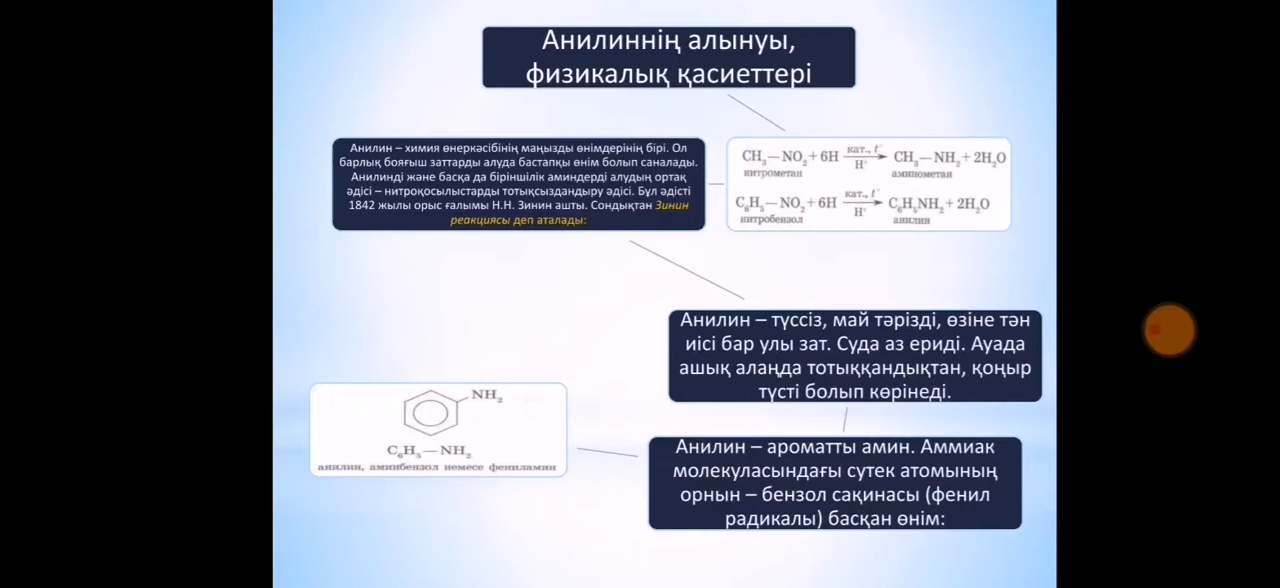 Анилиннің алынуы,
физикалық қасиеттері
Анилин – химия өнеркәсібінің маңызды өнімдерінің бірі. Ол
барлық бояғыш заттарды алуда бастапқы өнім болып саналады.
Анилинді және басқа да біріншілік аминдерді алудың ортақ
әдісі – нитроқосылыстарды тотықсыздандыру әдісі. Бұл әдісті
1842 жылы орыс ғалымы Н.Н. Зинин ашты. Сондықтан Зинин
реакциясы деп аталады:
CH₃—NO₂ + 6H кат., t° H⁺ → CH₃—NH₂ + 2H₂O
нитрометан аминометан
C₆H₅—NO₂ + 6H кат., t° H⁺ → C₆H₅NH₂ + 2H₂O
нитробензол анилин
Анилин – түссіз, май тәрізді, өзіне тән
иісі бар улы зат. Суда аз ериді. Ауада
ашық алаңда тотыққандықтан, қоңыр
түсті болып көрінеді.
NH₂
C₆H₅—NH₂
анилин, аминбензол немесе фениламин
Анилин – ароматты амин. Аммиак
молекуласындағы сутек атомының
орнын – бензол сақинасы (фенил
радикалы) басқан өнім: